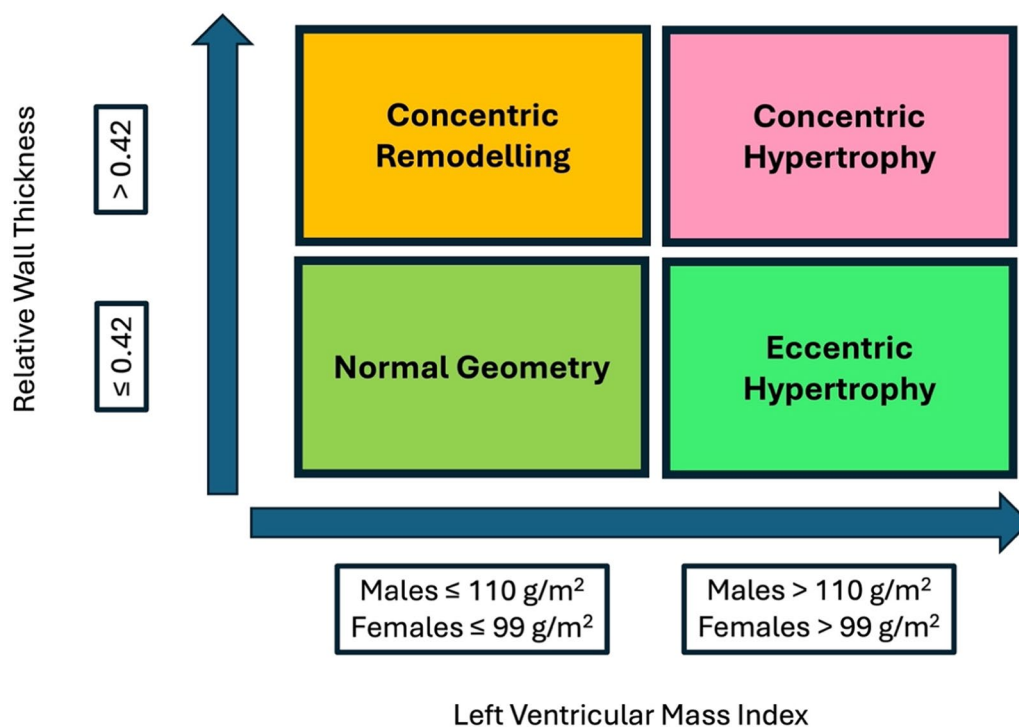 Relative Wall Thickness
> 0.42
≤ 0.42
Concentric
Remodelling
Concentric
Hypertrophy
Normal Geometry
Eccentric
Hypertrophy
Males ≤ 110 g/m²
Females ≤ 99 g/m²
Males > 110 g/m²
Females > 99 g/m²
Left Ventricular Mass Index